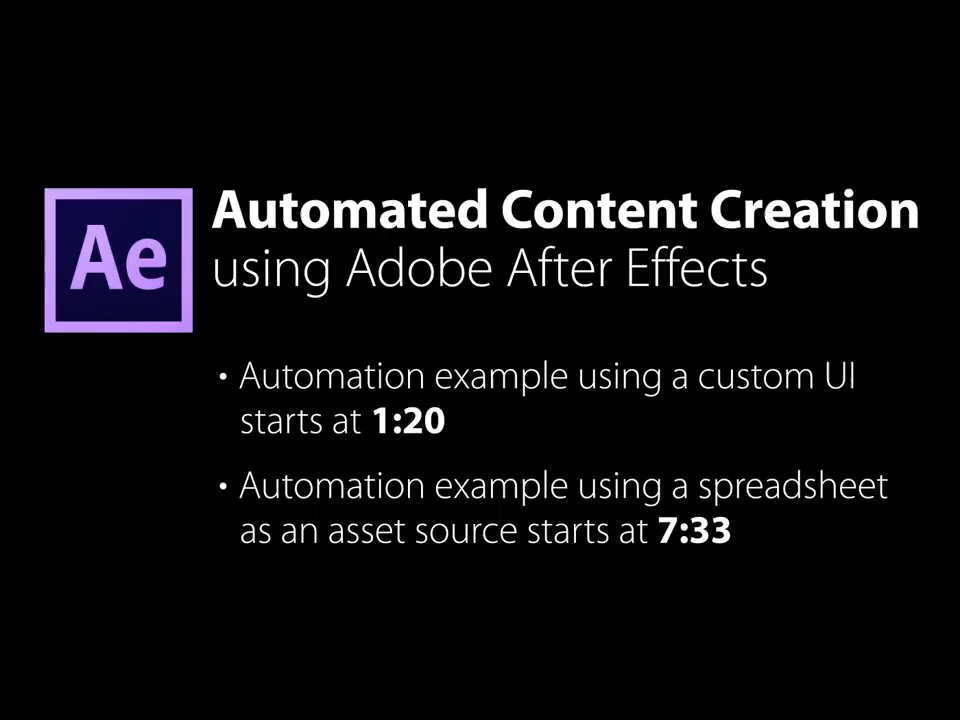 Ae
Automated Content Creation
using Adobe After Effects
• Automation example using a custom UI
starts at 1:20
• Automation example using a spreadsheet
as an asset source starts at 7:33